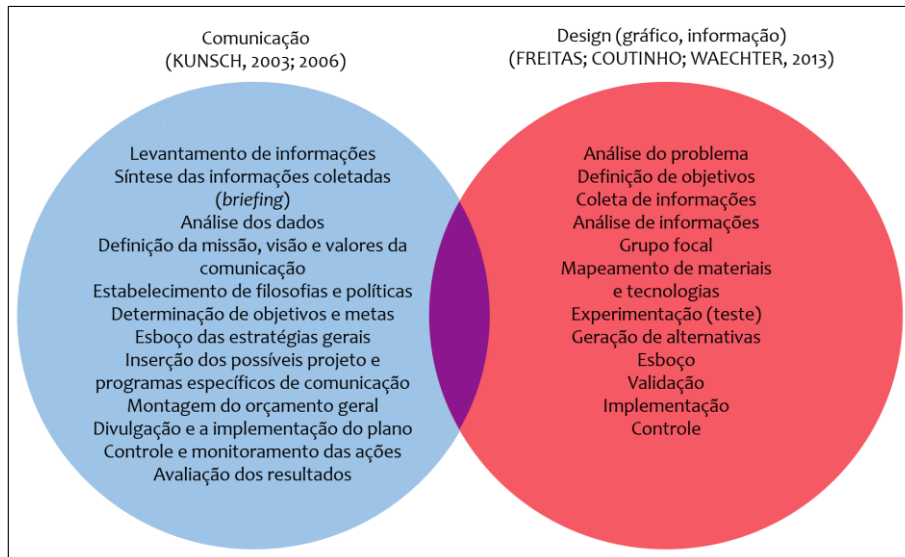 Comunicação
(KUNSCH, 2003; 2006)
Levantamento de informações
Síntese das informações coletadas
(briefing)
Análise dos dados
Definição da missão, visão e valores da
comunicação
Estabelecimento de filosofias e políticas
Determinação de objetivos e metas
Esboço das estratégias gerais
Inserção dos possíveis projeto e
programas específicos de comunicação
Montagem do orçamento geral
Divulgação e a implementação do plano
Controle e monitoramento das ações
Avaliação dos resultados
Design (gráfico, informação)
(FREITAS; COUTINHO; WAECHTER, 2013)
Análise do problema
Definição de objetivos
Coleta de informações
Análise de informações
Grupo focal
Mapeamento de materiais
e tecnologias
Experimentação (teste)
Geração de alternativas
Esboço
Validação
Implementação
Controle